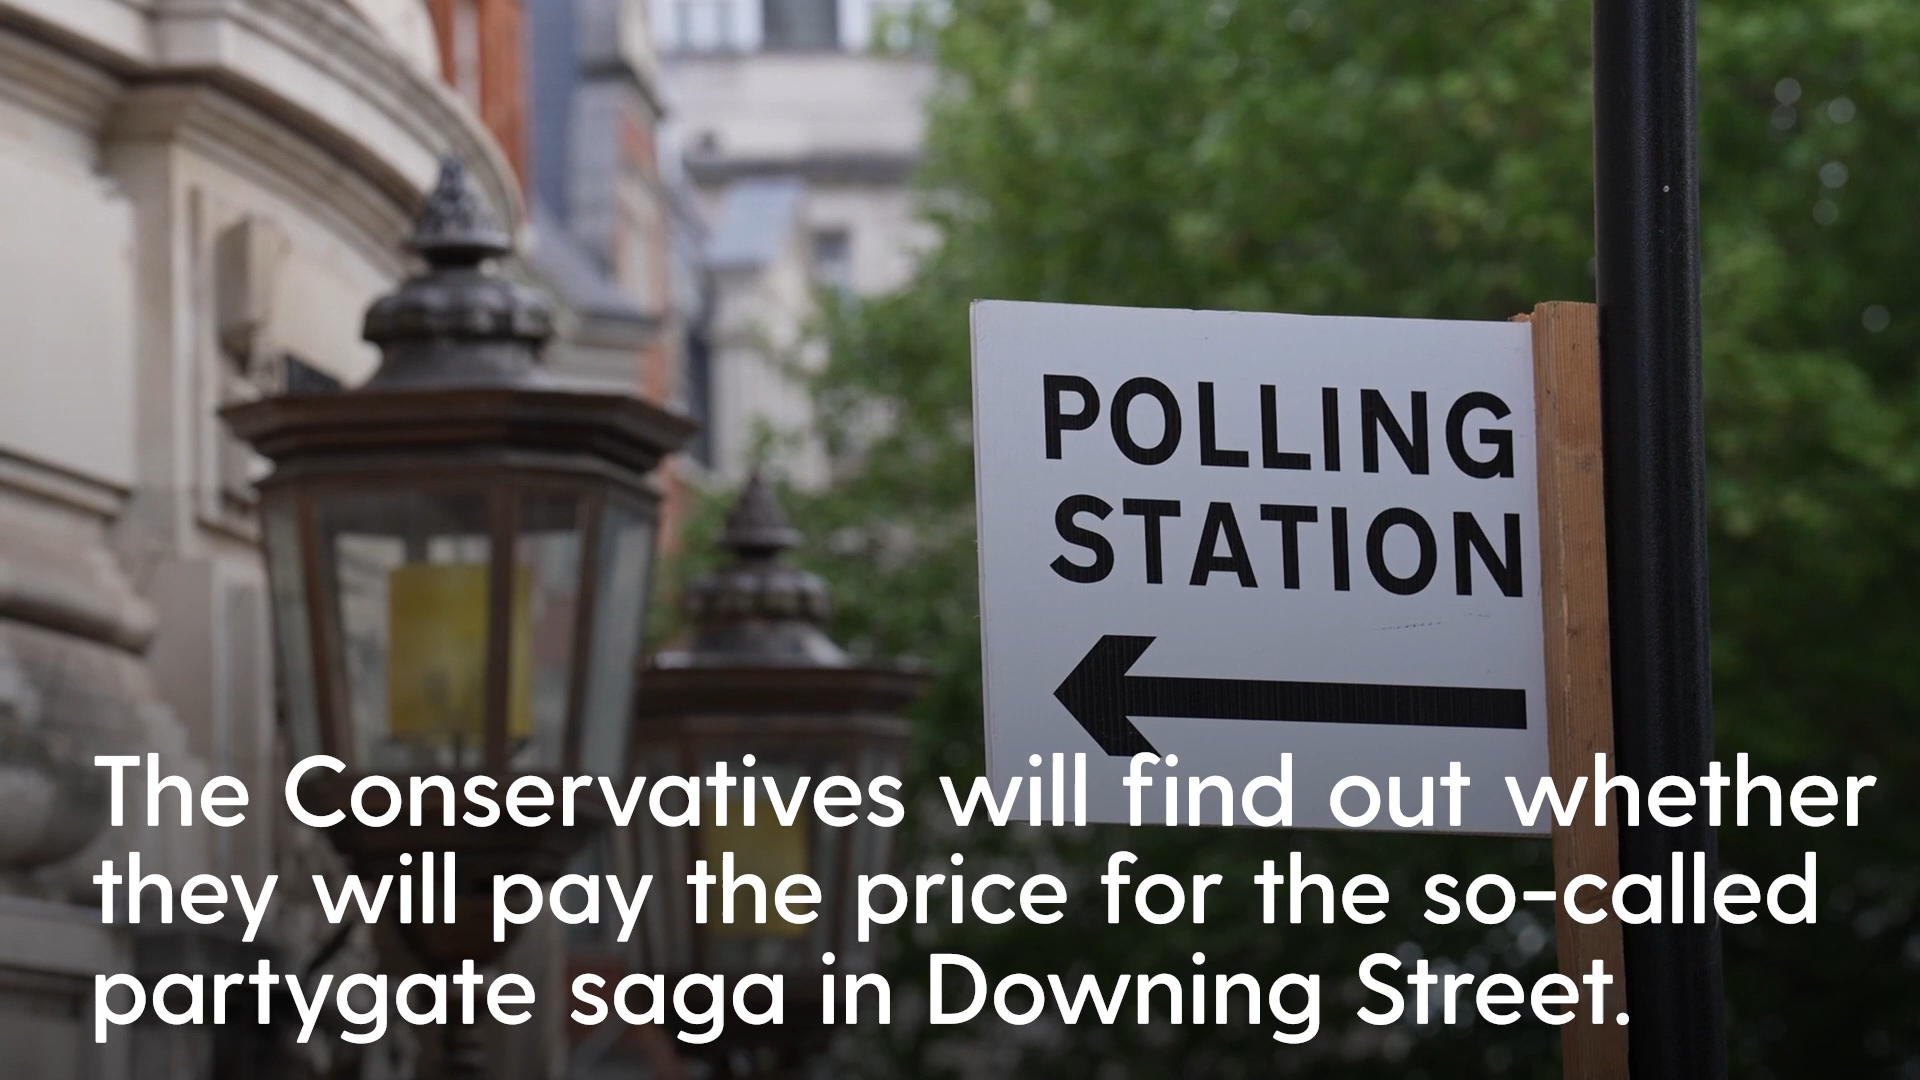 POLLING
STATION
The Conservatives will find out whether
they will pay the price for the so-called
partygate saga in Downing Street.